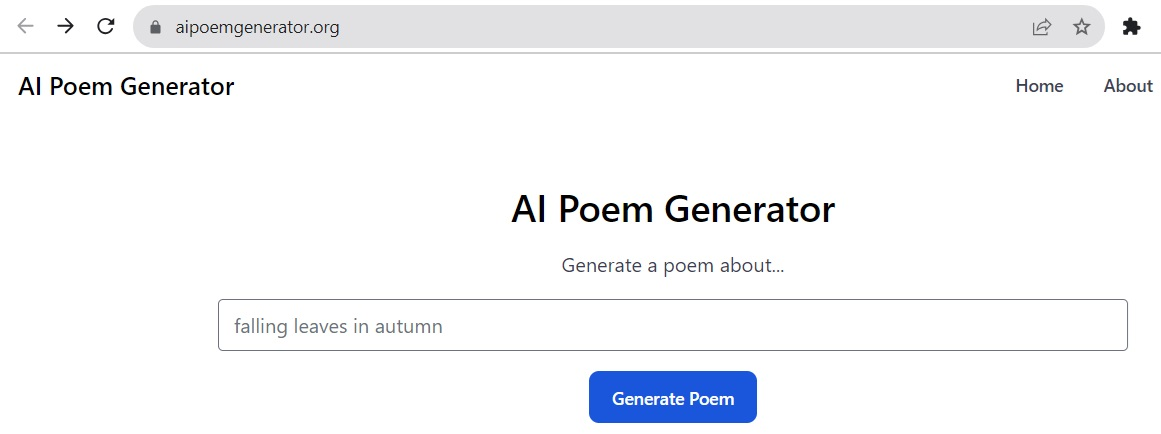 aipoemgenerator.org
AI Poem Generator
Home
About
AI Poem Generator
Generate a poem about...
falling leaves in autumn
Generate Poem